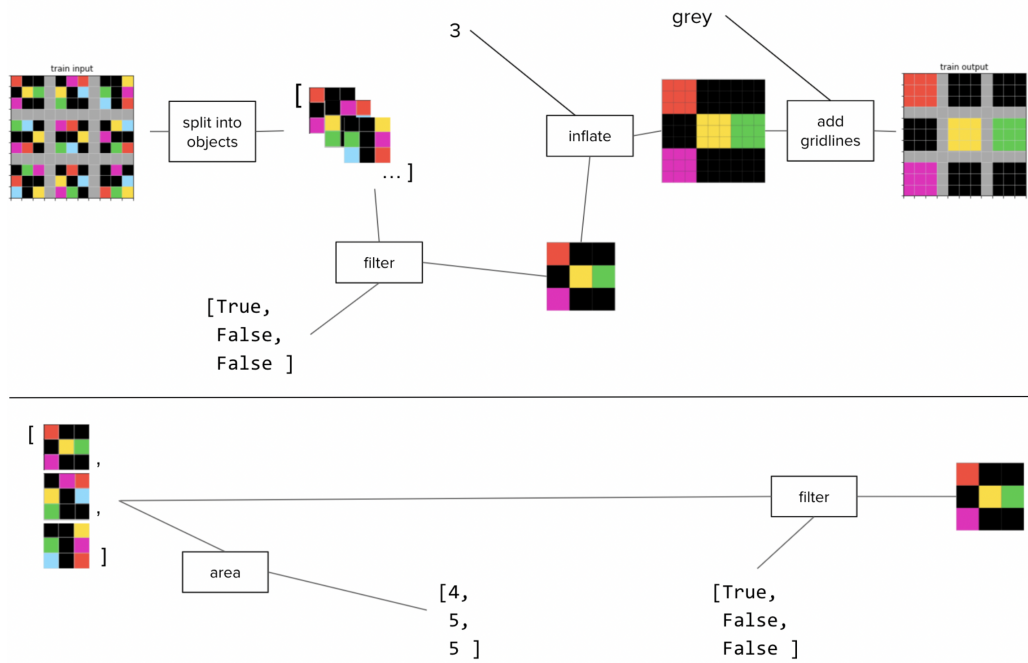 grey
3
train input
train output
[
split into
objects
inflate
add
gridlines
... ]
filter
[True,
False,
False ]
[
,
,
]
filter
area
[4,
5,
5 ]
[True,
False,
False ]